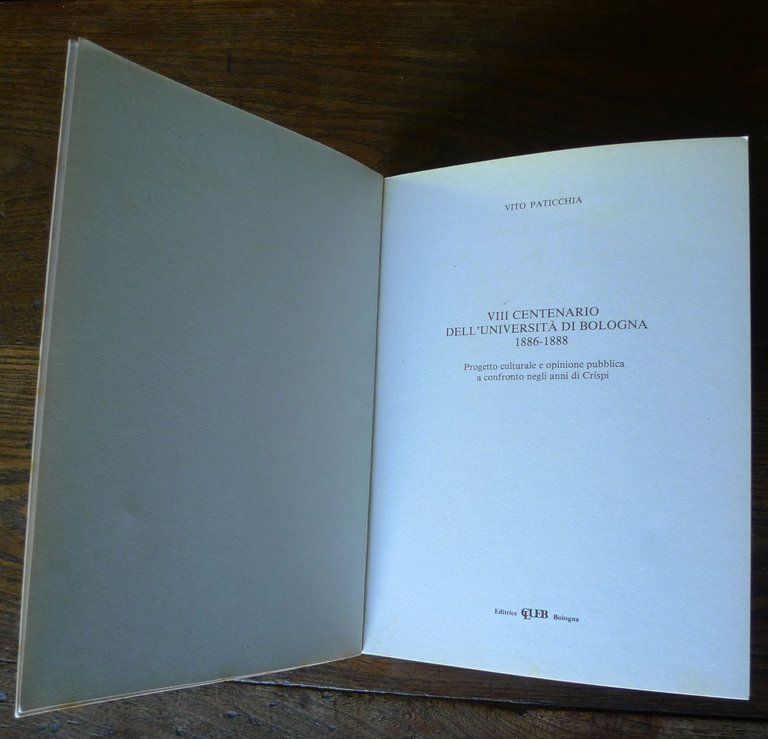 VITO PATICCHIA
VIII CENTENARIO
DELL'UNIVERSITÀ DI BOLOGNA
1886-1888
Progetto culturale e opinione pubblica
a confronto negli anni di Crispi
Editrice CLUEB Bologna